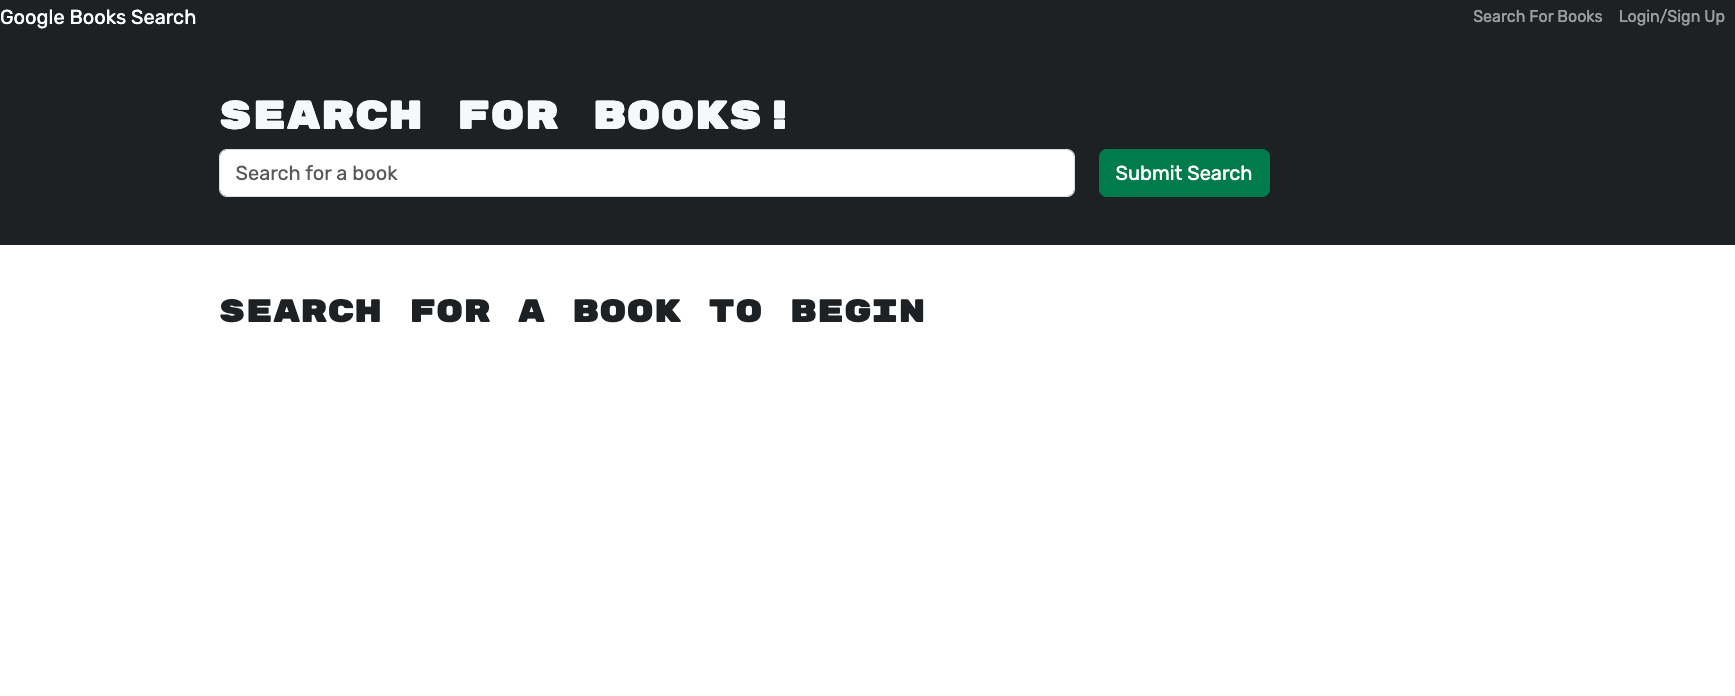 Google Books Search
Search For Books Login/Sign Up
SEARCH FOR BOOKS!
Search for a book
Submit Search
SEARCH FOR A BOOK TO BEGIN